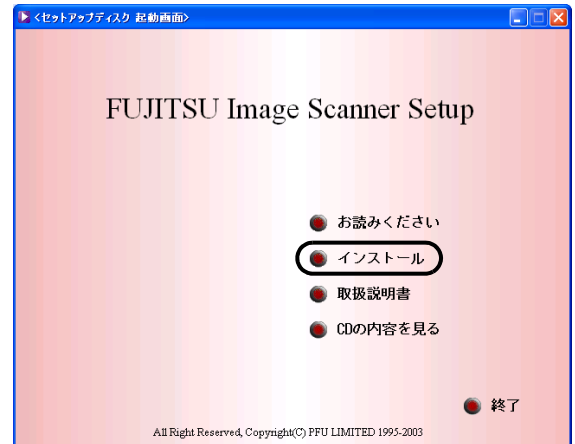 <セットアップディスク 起動画面>
FUJITSU Image Scanner Setup
お読みください
インストール
取扱説明書
CDの内容を見る
終了
All Right Reserved, Copyright(C) PFU LIMITED 1995-2003